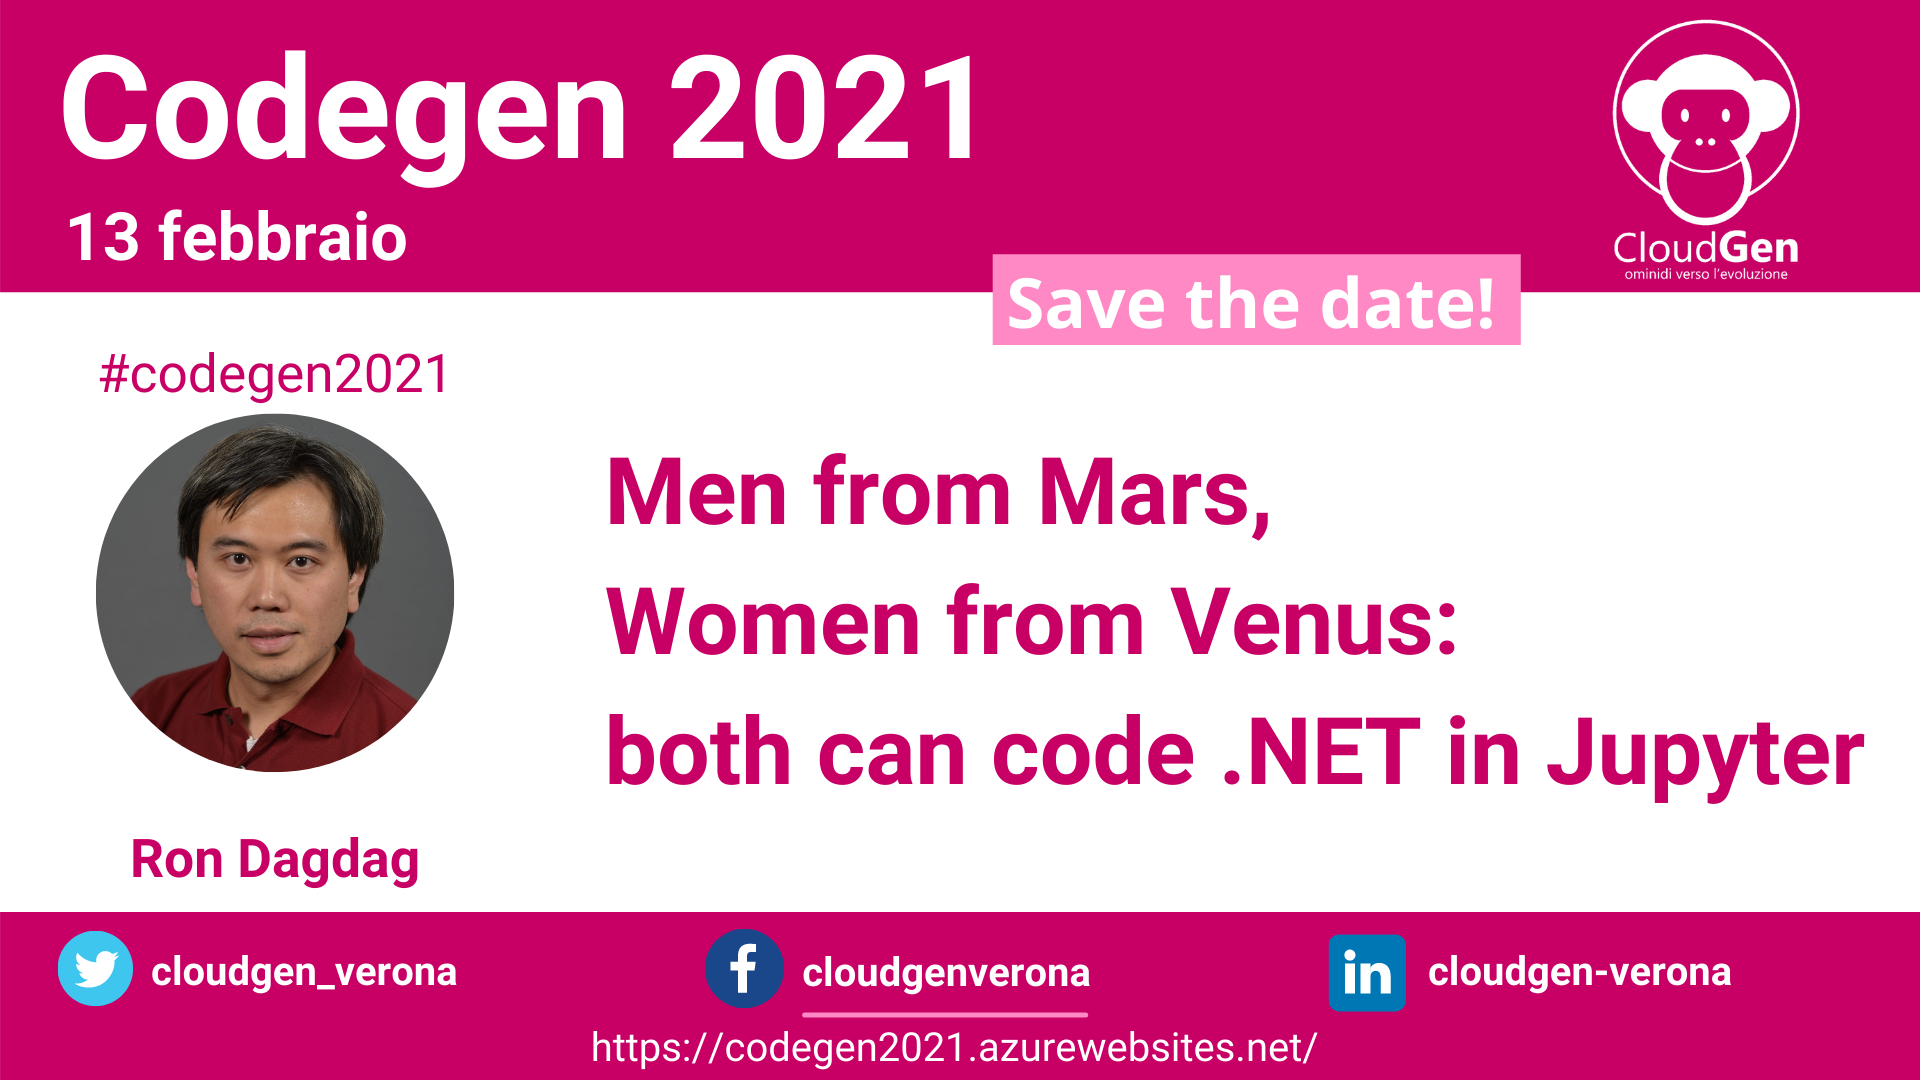 Codegen 2021
13 febbraio
CloudGen
ominidi verso l'evoluzione
Save the date!
#codegen2021
Men from Mars,
Women from Venus:
both can code .NET in Jupyter
Ron Dagdag
cloudgen_verona
f cloudgenverona
in cloudgen-verona
https://codegen2021.azurewebsites.net/